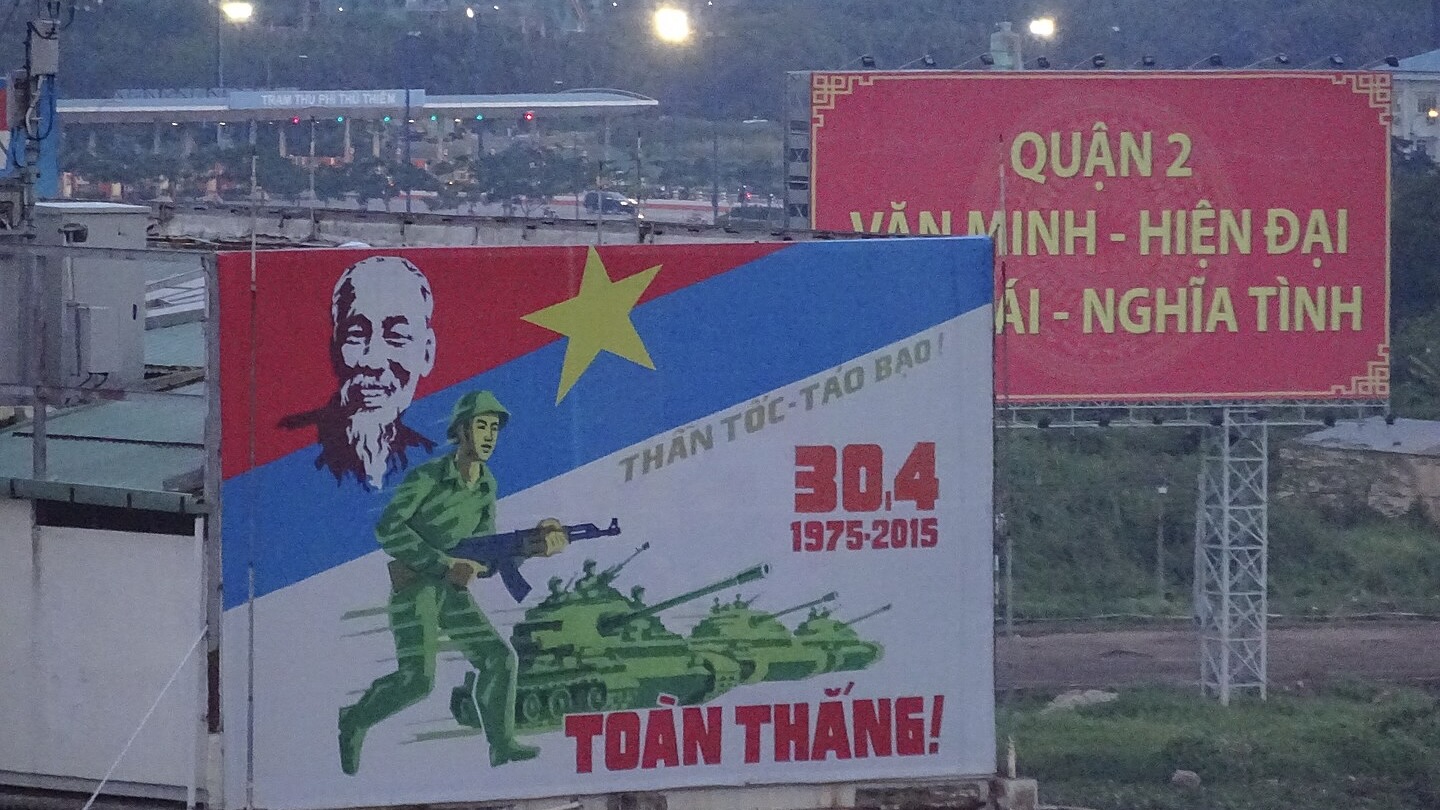 TRẠM THU PHÍ THỦ THIÊM
QUẬN 2
VĂN MINH - HIỆN ĐẠI
ÁI - NGHĨA TÌNH
THẦN TỐC - TÁO BẠO!
30.4
1975-2015
TOÀN THẮNG!